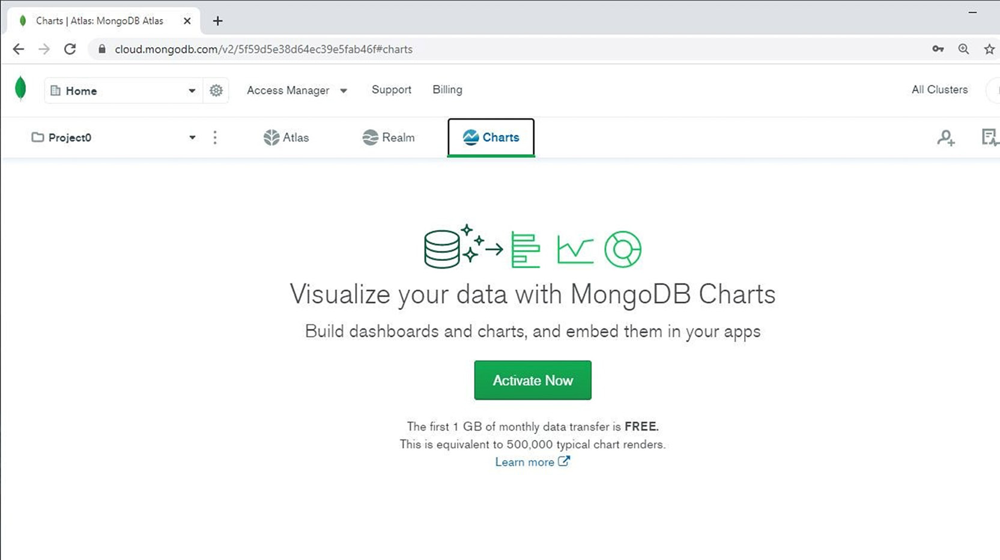 Charts | Atlas: MongoDB Atlas
cloud.mongodb.com/v2/5f59d5e38d64ec39e5fab46f#charts
Home
Access Manager
Support
Billing
All Clusters
Project0
Atlas
Realm
Charts
Visualize your data with MongoDB Charts
Build dashboards and charts, and embed them in your apps
Activate Now
The first 1 GB of monthly data transfer is FREE.
This is equivalent to 500,000 typical chart renders.
Learn more